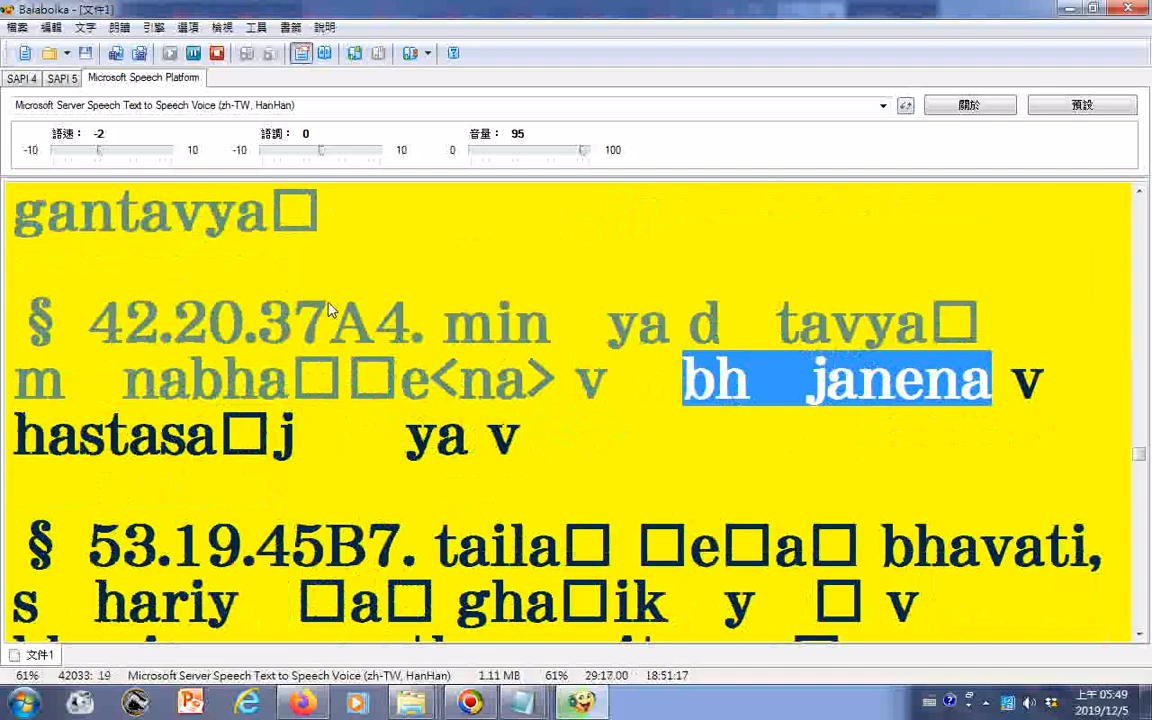 Balabolka - [文件1]
檔案 編輯 文字 朗讀 引擎 選項 檢視 工具 書籤 說明
SAPI 4 SAPI 5 Microsoft Speech Platform
Microsoft Server Speech Text to Speech Voice (zh-TW, HanHan) 關於 預設
語速： -2 語調： 0 音量： 95
-10 10 -10 10 0 100
gantavya□
§ 42.20.37A4. min ya d tavya□
m nabha□□e<na> v bh janena v
hastasa□j ya v
§ 53.19.45B7. taila□ □e□a□ bhavati,
s hariy □a□ gha□ik y □ v
文件1
61% 42033: 19 Microsoft Server Speech Text to Speech Voice (zh-TW, HanHan) 1.11 MB 61% 29:17.00 18:51:17
上午 05:49
2019/12/5